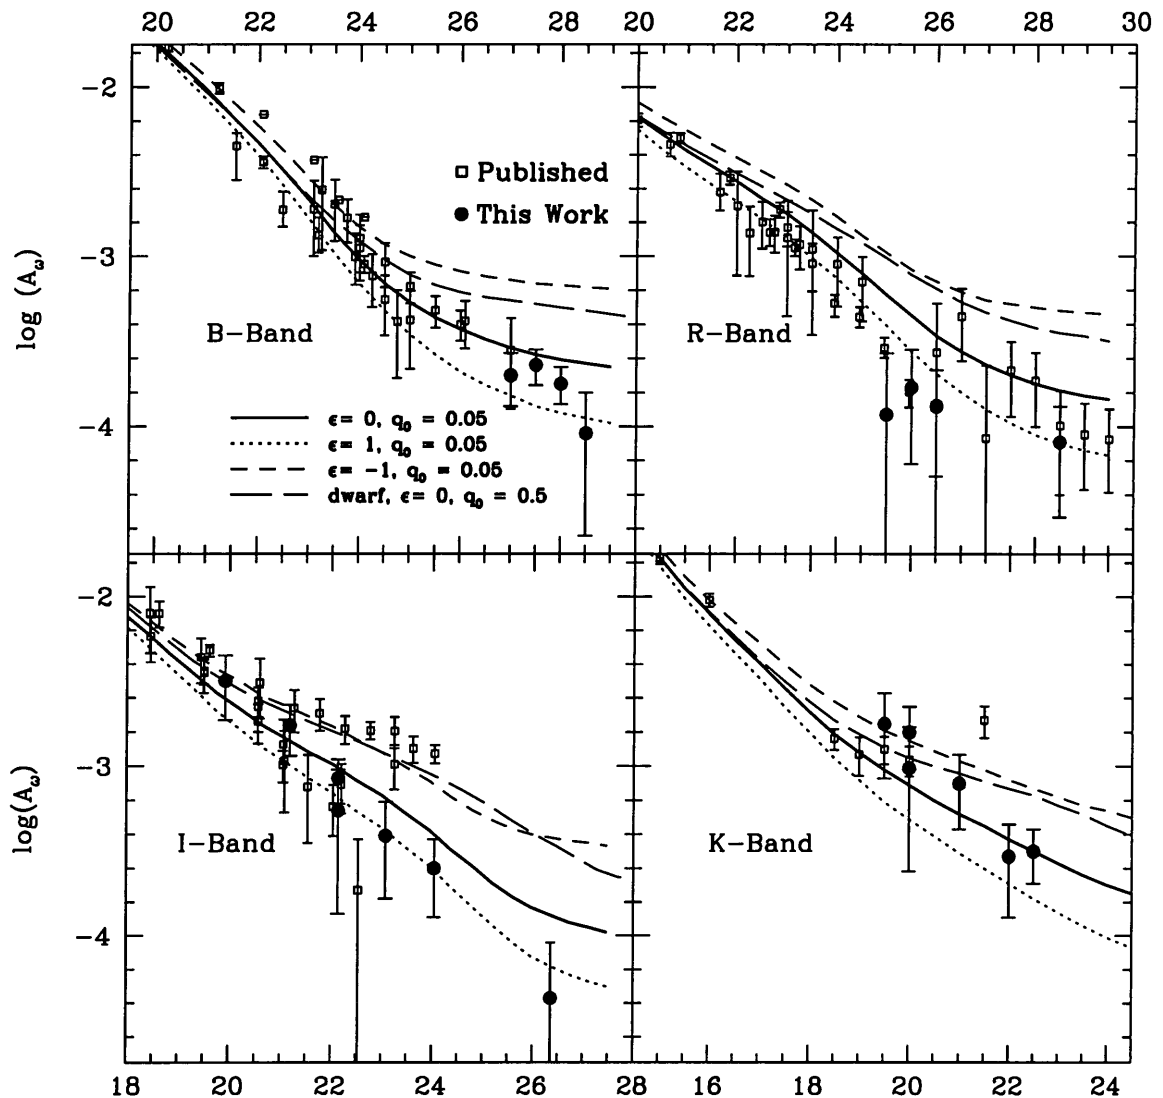 20 22 24 26 28 20 22 24 26 28 30
−2
Published
This Work
−3
log (Aω)
B−Band
R−Band
−4
ϵ= 0, q₀ = 0.05
ϵ= 1, q₀ = 0.05
ϵ= −1, q₀ = 0.05
dwarf, ϵ= 0, q₀ = 0.5
−2
−3
log(Aω)
I−Band
K−Band
−4
18 20 22 24 26 28 16 18 20 22 24